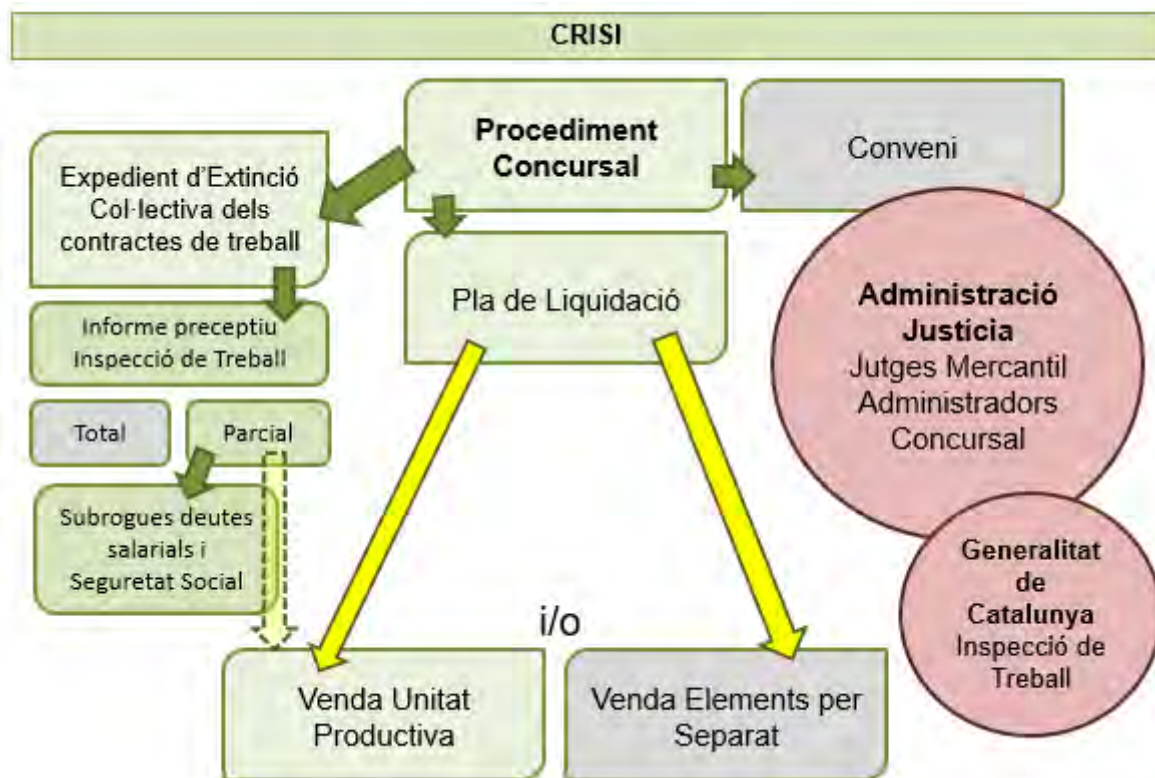 CRISI
Procediment
Concursal
Conveni
Expedient d'Extinció
Col·lectiva dels
contractes de treball
Pla de Liquidació
Informe preceptiu
Inspecció de Treball
Total
Parcial
Subrogues deutes
salarials i
Seguretat Social
Administració
Justícia
Jutges Mercantil
Administradors
Concursal
Generalitat
de
Catalunya
Inspecció de
Treball
i/o
Venda Unitat
Productiva
Venda Elements per
Separat